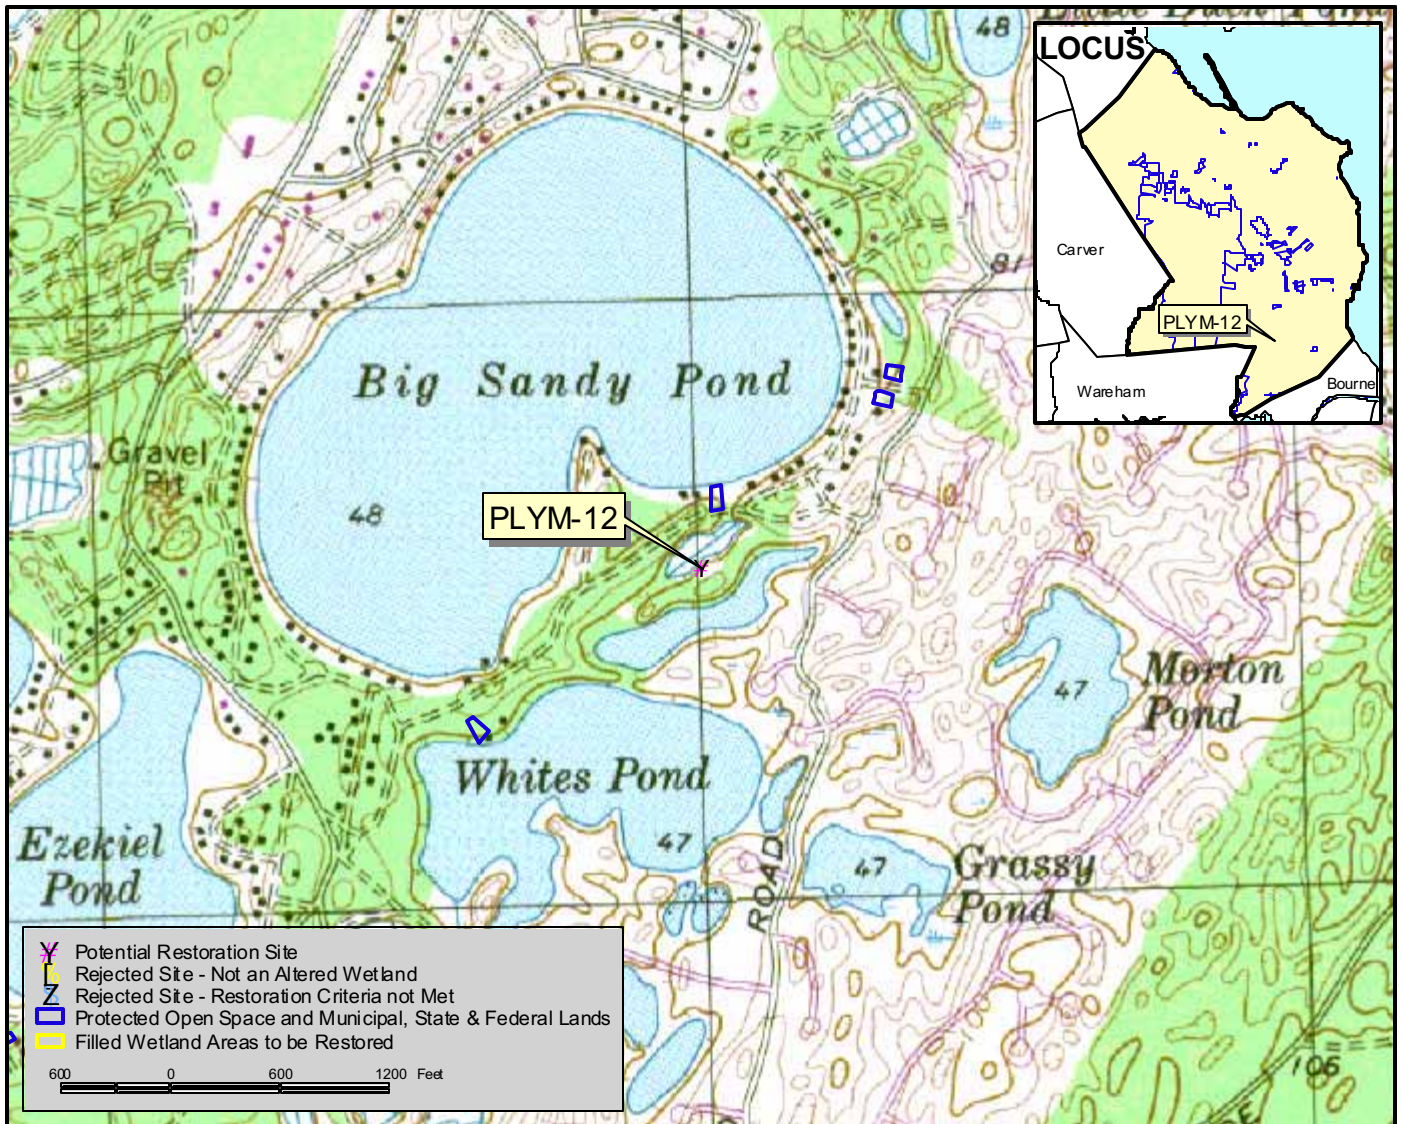 48
LOCUS
Carver
PLYM-12
Wareham
Bourne
81
Big Sandy Pond
Gravel
Pit
48
PLYM-12
Morton
Pond
47
Whites Pond
47
Ezekiel
Pond
ROAD
47
Grassy
Pond
106
Y Potential Restoration Site
[ Rejected Site - Not an Altered Wetland
Z Rejected Site - Restoration Criteria not Met
Protected Open Space and Municipal, State & Federal Lands
Filled Wetland Areas to be Restored
600 0 600 1200 Feet